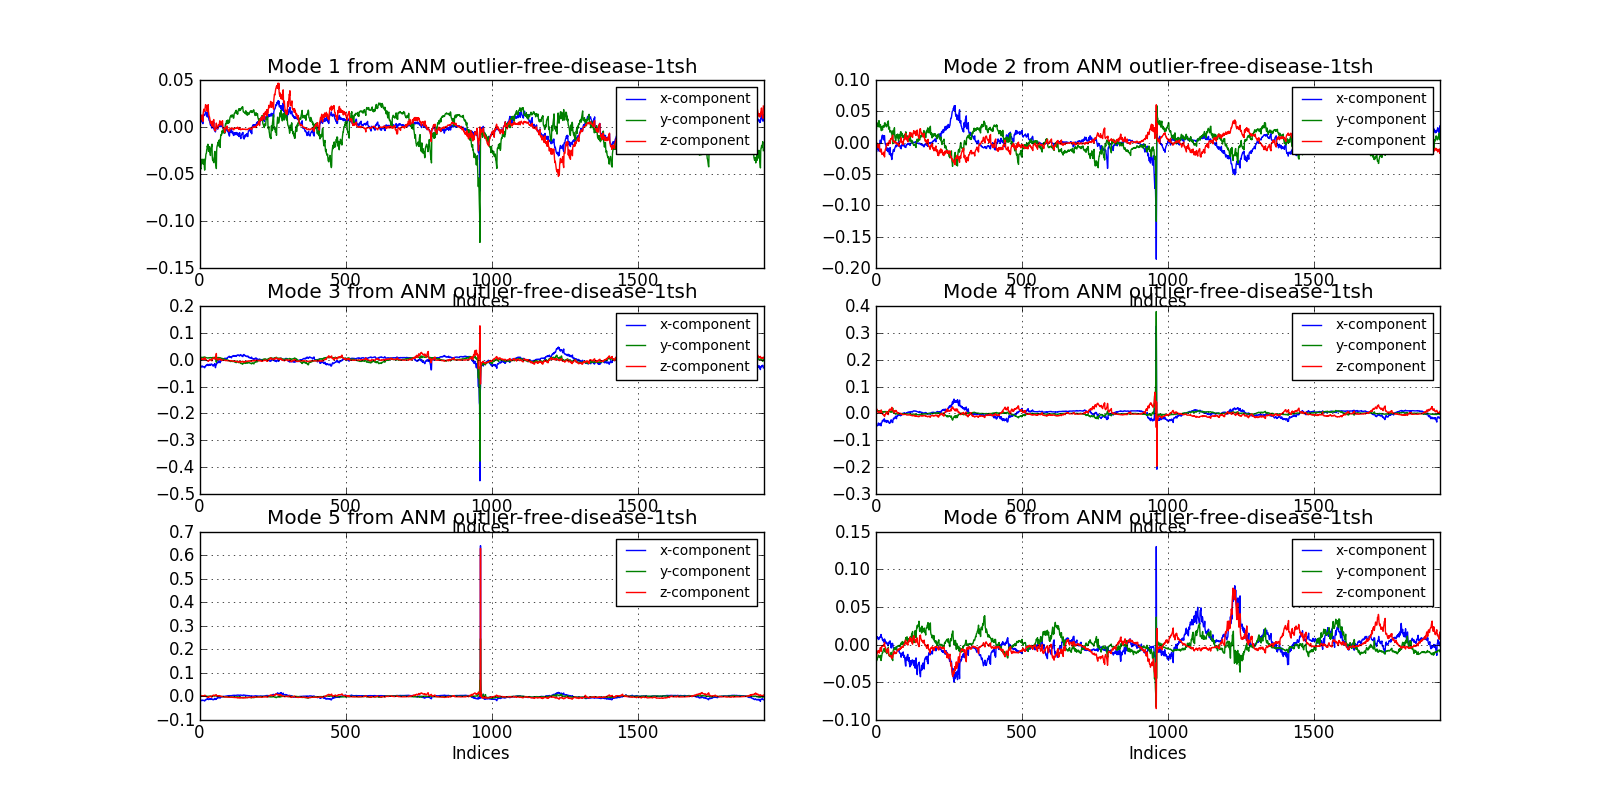 Mode 1 from ANM outlier-free-disease-1tsh
0.05
0.00
−0.05
−0.10
−0.15
0 500 1000 1500
Indices
x-component
y-component
z-component
Mode 2 from ANM outlier-free-disease-1tsh
0.10
0.05
0.00
−0.05
−0.10
−0.15
−0.20
0 500 1000 1500
Indices
x-component
y-component
z-component
Mode 3 from ANM outlier-free-disease-1tsh
0.2
0.1
0.0
−0.1
−0.2
−0.3
−0.4
−0.5
0 500 1000 1500
Indices
x-component
y-component
z-component
Mode 4 from ANM outlier-free-disease-1tsh
0.4
0.3
0.2
0.1
0.0
−0.1
−0.2
−0.3
0 500 1000 1500
Indices
x-component
y-component
z-component
Mode 5 from ANM outlier-free-disease-1tsh
0.7
0.6
0.5
0.4
0.3
0.2
0.1
0.0
−0.1
0 500 1000 1500
Indices
x-component
y-component
z-component
Mode 6 from ANM outlier-free-disease-1tsh
0.15
0.10
0.05
0.00
−0.05
−0.10
0 500 1000 1500
Indices
x-component
y-component
z-component